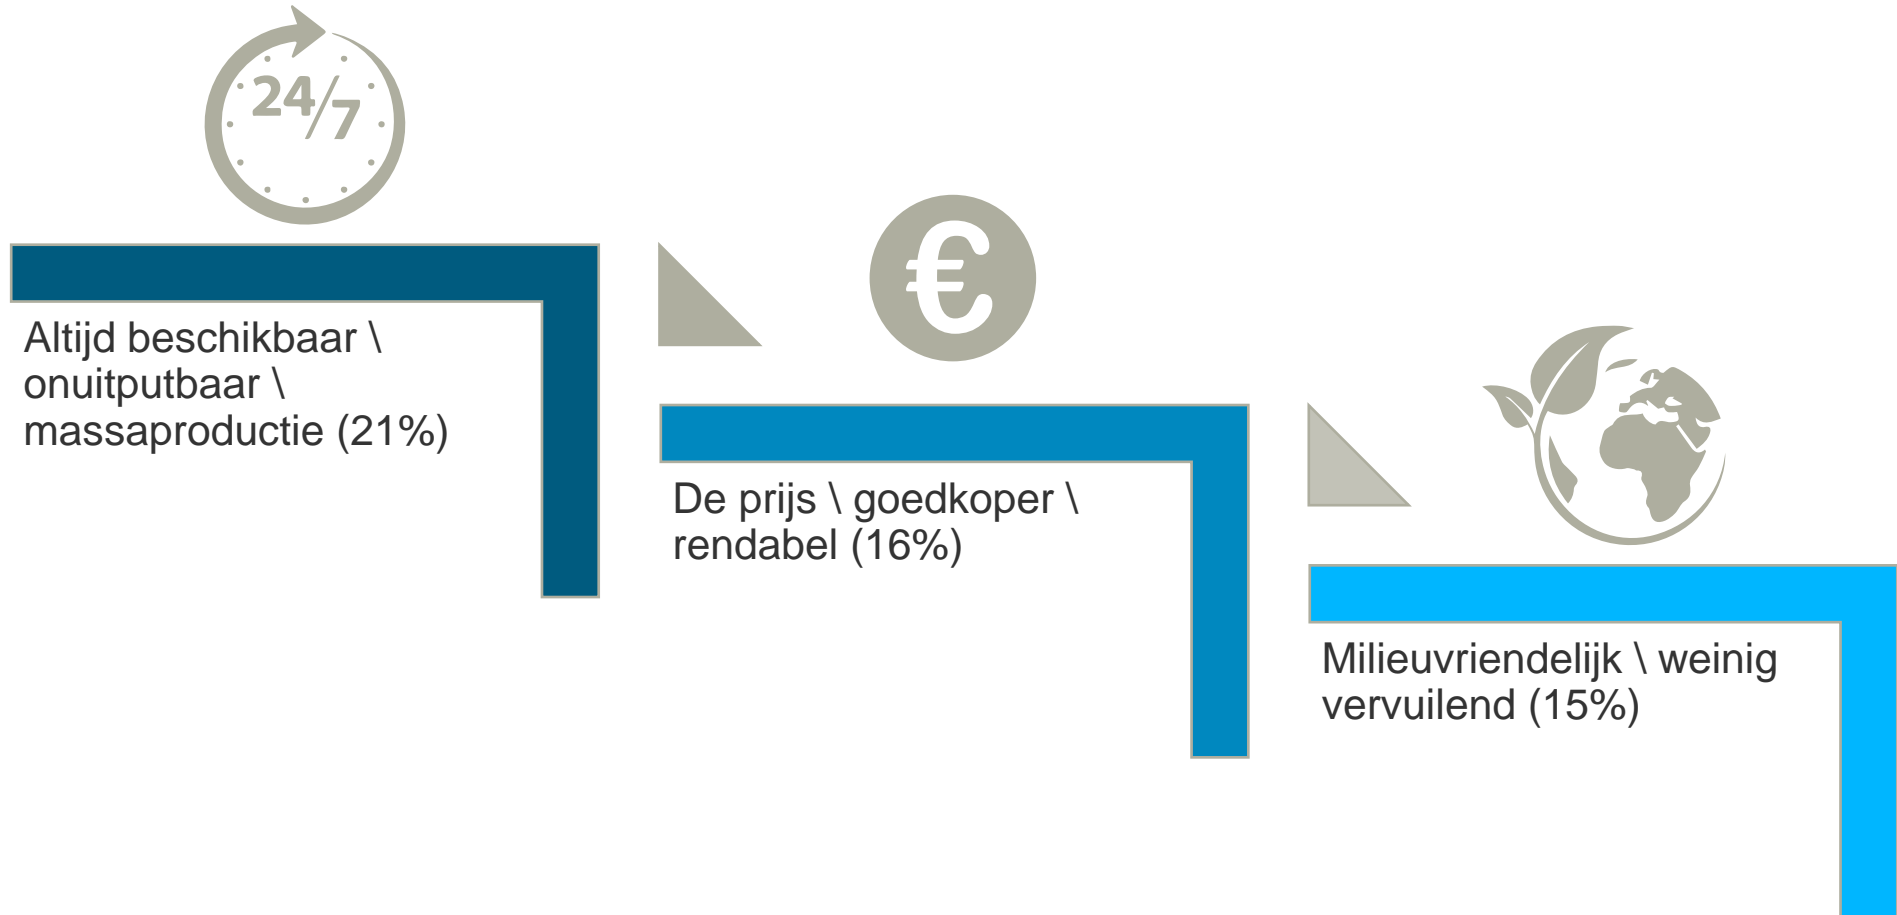 24/7
Altijd beschikbaar \
onuitputbaar \
massaproductie (21%)
€
De prijs \ goedkoper \
rendabel (16%)
Milieuvriendelijk \ weinig
vervuilend (15%)